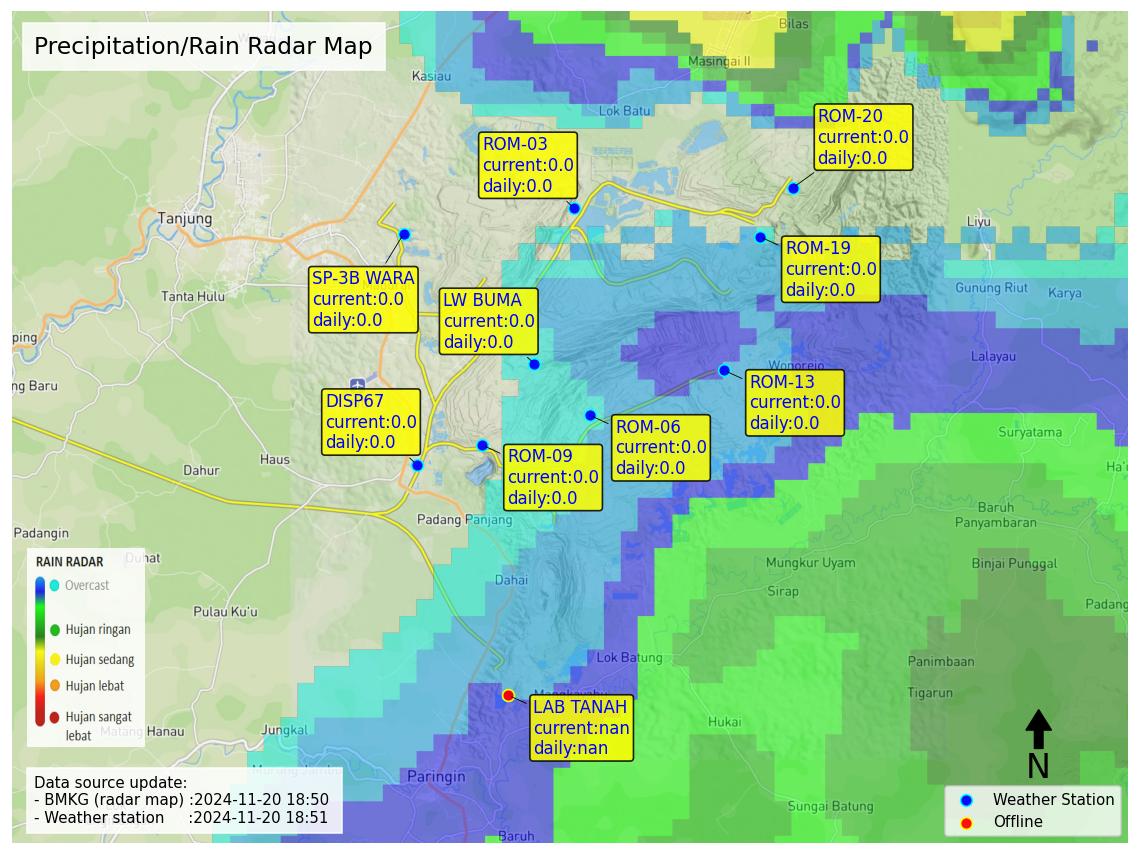 Precipitation/Rain Radar Map
Bilas
Masingai II
Kasiau
Lok Batu
ROM-20
current:0.0
daily:0.0
ROM-03
current:0.0
daily:0.0
Tanjung
Liyu
ROM-19
current:0.0
daily:0.0
SP-3B WARA
current:0.0
daily:0.0
Tanta Hulu
LW BUMA
current:0.0
daily:0.0
Gunung Riut
Karya
ping
Lalayau
Wonorejo
ng Baru
ROM-13
current:0.0
daily:0.0
DISP67
current:0.0
daily:0.0
ROM-06
current:0.0
daily:0.0
Suryatama
ROM-09
current:0.0
daily:0.0
Haus
Dahur
Ha'u
Baruh
Panyambaran
Padang Panjang
Padangin
Duhat
Mungkur Uyam
Binjai Punggal
Dahai
Sirap
Padang
Pulau Ku'u
RAIN RADAR
Overcast
Hujan ringan
Hujan sedang
Hujan lebat
Hujan sangat
lebat
Lok Batung
Panimbaan
Tigarun
LAB TANAH
current:nan
daily:nan
Hukai
Matang Hanau
Jungkal
Paringin
Sungai Batung
Baruh
N
Data source update:
- BMKG (radar map) :2024-11-20 18:50
- Weather station :2024-11-20 18:51
Weather Station
Offline